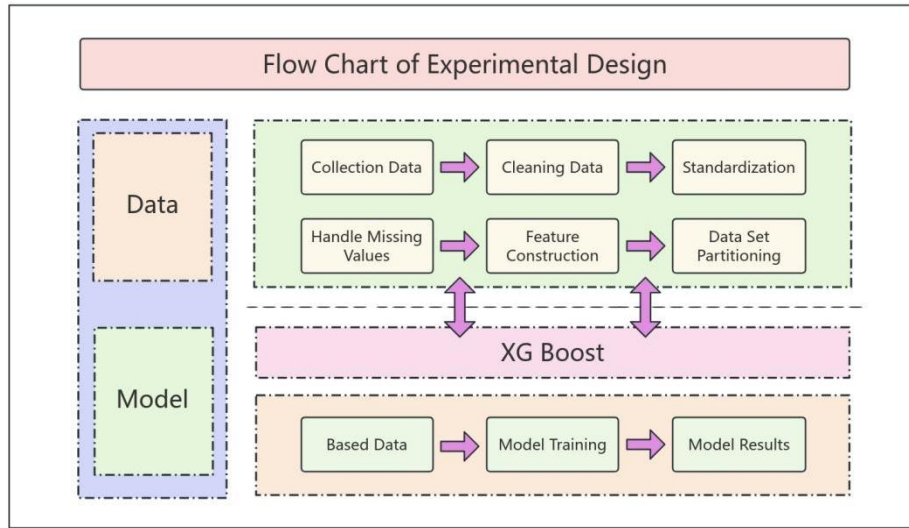 Flow Chart of Experimental Design
Data
Collection Data
Cleaning Data
Standardization
Handle Missing
Values
Feature
Construction
Data Set
Partitioning
Model
XG Boost
Based Data
Model Training
Model Results